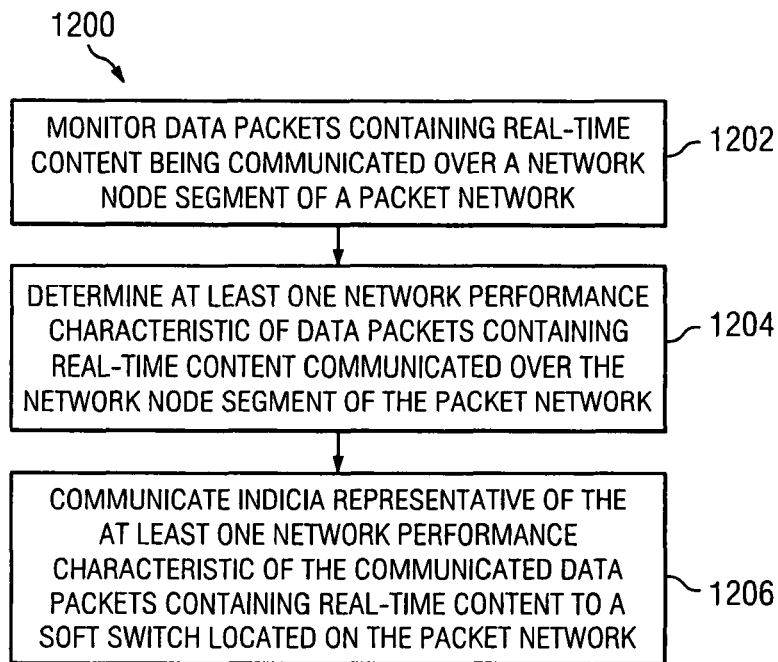 1200
MONITOR DATA PACKETS CONTAINING REAL-TIME
CONTENT BEING COMMUNICATED OVER A NETWORK
NODE SEGMENT OF A PACKET NETWORK
1202
DETERMINE AT LEAST ONE NETWORK PERFORMANCE
CHARACTERISTIC OF DATA PACKETS CONTAINING
REAL-TIME CONTENT COMMUNICATED OVER THE
NETWORK NODE SEGMENT OF THE PACKET NETWORK
1204
COMMUNICATE INDICIA REPRESENTATIVE OF THE
AT LEAST ONE NETWORK PERFORMANCE
CHARACTERISTIC OF THE COMMUNICATED DATA
PACKETS CONTAINING REAL-TIME CONTENT TO A
SOFT SWITCH LOCATED ON THE PACKET NETWORK
1206